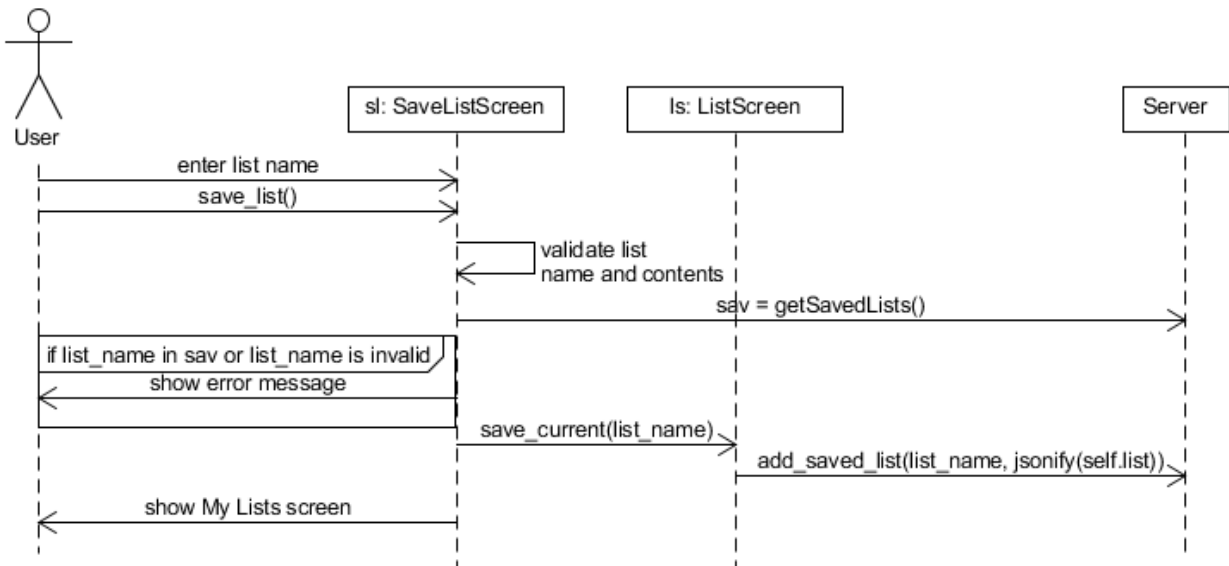 sl: SaveListScreen
ls: ListScreen
Server
User
enter list name
save_list()
validate list
name and contents
sav = getSavedLists()
if list_name in sav or list_name is invalid
show error message
save_current(list_name)
add_saved_list(list_name, jsonify(self.list))
show My Lists screen